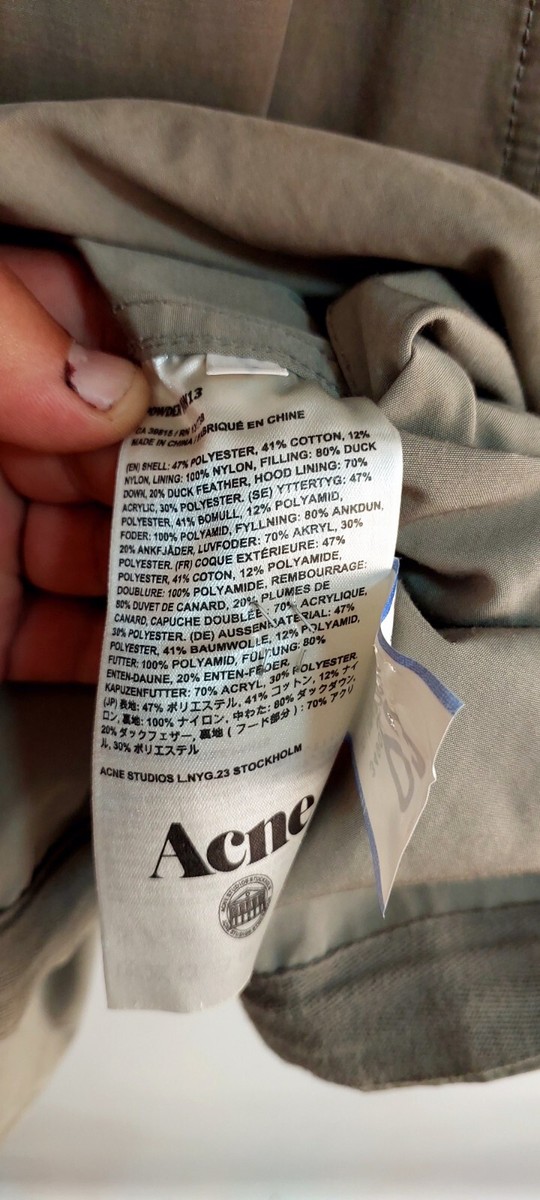 CA 36815 / RN
MADE IN CHINA / FABRIQUÉ EN CHINE
(EN) SHELL: 47% POLYESTER, 41% COTTON, 12%
NYLON, LINING: 100% NYLON, FILLING: 80% DUCK
DOWN, 20% DUCK FEATHER, HOOD LINING: 70%
ACRYLIC, 30% POLYESTER. (SE) YTTERTYG: 47%
POLYESTER, 41% BOMULL, 12% POLYAMID,
FODER: 100% POLYAMID, FYLLNING: 80% ANKDUN,
20% ANKFJÄDER, LUVFODER: 70% AKRYL, 30%
POLYESTER. (FR) COQUE EXTÉRIEURE: 47%
POLYESTER, 41% COTON, 12% POLYAMIDE,
DOUBLURE: 100% POLYAMIDE, REMBOURRAGE:
80% DUVET DE CANARD, 20% PLUMES DE
CANARD, CAPUCHE DOUBLÉE : 70% ACRYLIQUE,
30% POLYESTER. (DE) AUSSENMATERIAL: 47%
POLYESTER, 41% BAUMWOLLE, 12% POLYAMID,
FUTTER: 100% POLYAMID, FÜLLUNG: 80%
ENTEN-DAUNE, 20% ENTEN-FEDER,
KAPUZENFUTTER: 70% ACRYL, 30% POLYESTER.
(JP) 表地: 47% ポリエステル, 41% コットン, 12% ナイ
ロン, 裏地: 100% ナイロン, 中わた: 80% ダックダウン,
20% ダックフェザー, 裏地 ( フード部分 ) : 70% アクリ
ル, 30% ポリエステル
ACNE STUDIOS L.NYG.23 STOCKHOLM
Acne